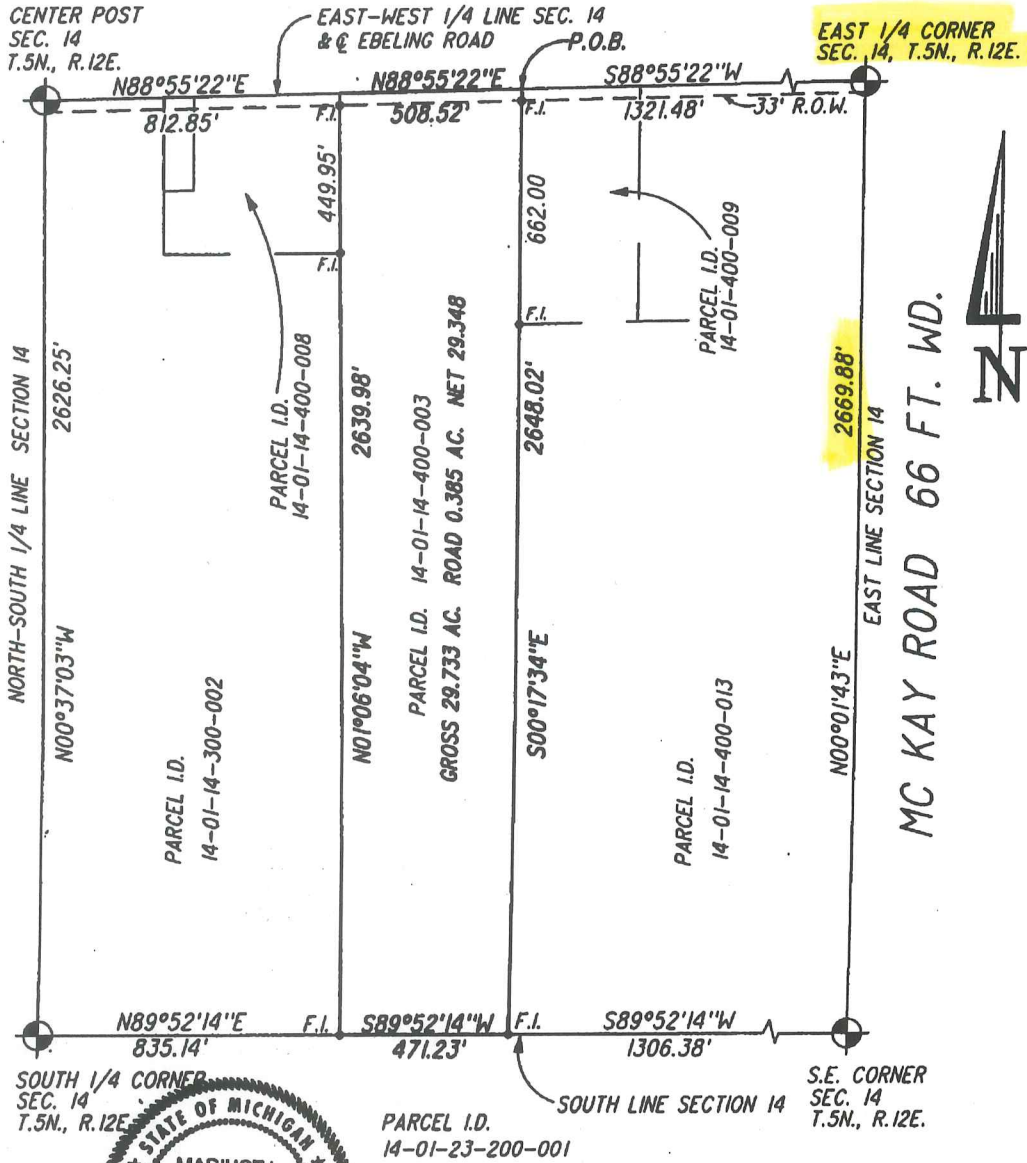 CENTER POST
SEC. 14
T.5N., R.12E.
EAST-WEST 1/4 LINE SEC. 14
& ℄ EBELING ROAD
P.O.B.
EAST 1/4 CORNER
SEC. 14, T.5N., R.12E.
N88°55'22"E
812.85'
N88°55'22"E
508.52'
S88°55'22"W
1321.48'
33' R.O.W.
F.I.
F.I.
449.95'
662.00
F.I.
F.I.
PARCEL I.D.
14-01-14-400-008
PARCEL I.D.
14-01-400-009
NORTH-SOUTH 1/4 LINE SECTION 14
2626.25'
N00°37'03"W
2639.98'
N01°06'04"W
PARCEL I.D. 14-01-14-400-003
GROSS 29.733 AC. ROAD 0.385 AC. NET 29.348
2648.02'
S00°17'34"E
2669.88'
EAST LINE SECTION 14
N00°01'43"E
MC KAY ROAD 66 FT. WD.
N
PARCEL I.D.
14-01-14-300-002
PARCEL I.D.
14-01-14-400-013
N89°52'14"E
835.14'
F.I.
S89°52'14"W
471.23'
F.I.
S89°52'14"W
1306.38'
SOUTH 1/4 CORNER
SEC. 14
T.5N., R.12E
SOUTH LINE SECTION 14
S.E. CORNER
SEC. 14
T.5N., R.12E.
STATE OF MICHIGAN
PARCEL I.D.
14-01-23-200-001